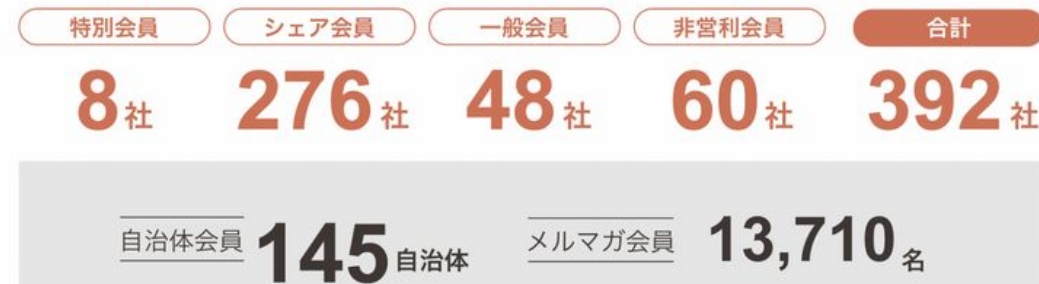 特別会員 シェア会員 一般会員 非営利会員 合計
8社 276社 48社 60社 392社
自治体会員 145自治体 メルマガ会員 13,710名